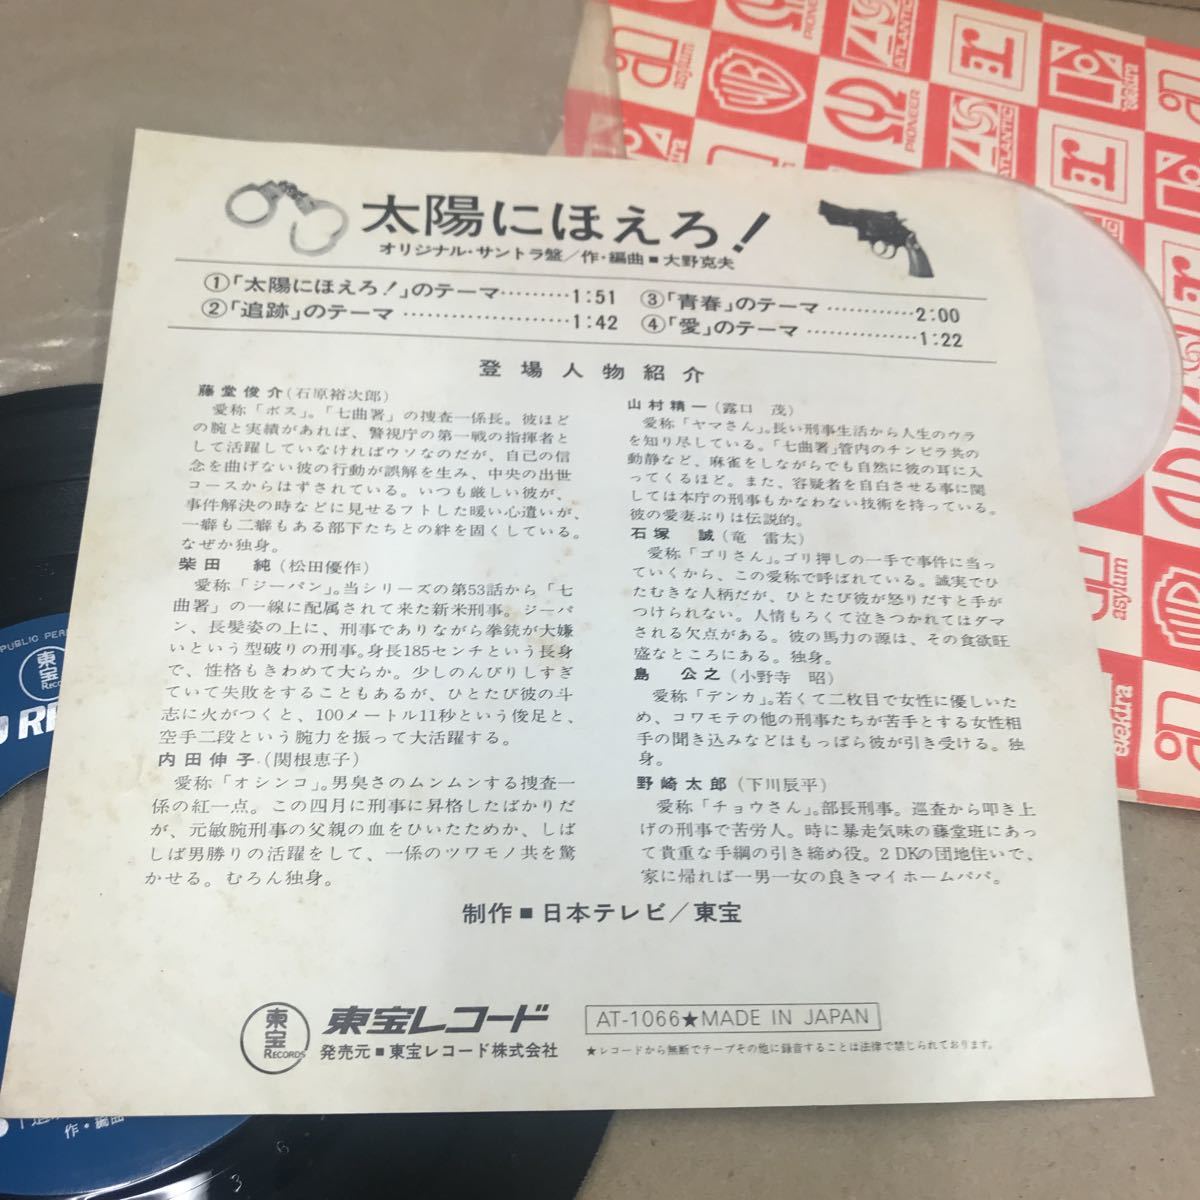 太陽にほえろ!
オリジナル・サントラ盤/作・編曲■大野克夫
①「太陽にほえろ!」のテーマ………1:51
②「追跡」のテーマ …………………1:42
③「青春」のテーマ …………2:00
④「愛」のテーマ ……………1:22
登場人物紹介
藤堂俊介(石原裕次郎)
愛称「ボス」。「七曲署」の捜査一係長。彼ほど
の腕と実績があれば、警視庁の第一戦の指揮者と
して活躍していなければウソなのだが、自己の信
念を曲げない彼の行動が誤解を生み、中央の出世
コースからはずされている。いつも厳しい彼が、
事件解決の時などに見せるフトした暖い心遣いが、
一癖も二癖もある部下たちとの絆を固くしている。
なぜか独身。
柴田 純(松田優作)
愛称「ジーパン」。当シリーズの第53話から「七
曲署」の一線に配属されて来た新米刑事。ジーパ
ン、長髪姿の上に、刑事でありながら拳銃が大嫌
いという型破りの刑事。身長185センチという長身
で、性格もきわめて大らか。少しのんびりしすぎ
ていて失敗をすることもあるが、ひとたび彼の斗
志に火がつくと、100メートル11秒という俊足と、
空手二段という腕力を振って大活躍する。
内田伸子(関根恵子)
愛称「オシンコ」。男臭さのムンムンする捜査一
係の紅一点。この四月に刑事に昇格したばかりだ
が、元敏腕刑事の父親の血をひいたためか、しば
しば男勝りの活躍をして、一係のツワモノ共を驚
かせる。むろん独身。
山村精一(露口 茂)
愛称「ヤマさん」。長い刑事生活から人生のウラ
を知り尽している。「七曲署」管内のチンピラ共の
動静など、麻雀をしながらでも自然に彼の耳に入
ってくるほど。また、容疑者を自白させる事に関
しては本庁の刑事もかなわない技術を持っている。
彼の愛妻ぶりは伝説的。
石塚 誠(竜 雷太)
愛称「ゴリさん」。ゴリ押しの一手で事件に当っ
ていくから、この愛称で呼ばれている。誠実でひ
たむきな人柄だが、ひとたび彼が怒りだすと手が
つけられない。人情もろくて泣きつかれてはダマ
される欠点がある。彼の馬力の源は、その食欲旺
盛なところにある。独身。
島 公之(小野寺 昭)
愛称「デンカ」。若くて二枚目で女性に優しいた
め、コワモテの他の刑事たちが苦手とする女性相
手の聞き込みなどはもっぱら彼が引き受ける。独
身。
野崎太郎(下川辰平)
愛称「チョウさん」。部長刑事。巡査から叩き上
げの刑事で苦労人。時に暴走気味の藤堂班にあっ
て貴重な手綱の引き締め役。2DKの団地住いで、
家に帰れば一男一女の良きマイホームパパ。
制作■日本テレビ/東宝
東宝 RECORDS
東宝レコード
発売元■東宝レコード株式会社
AT-1066★MADE IN JAPAN
★レコードから無断でテープその他に録音することは法律で禁じられております。
PUBLIC PER
東宝 RECORDS
作・編曲
asylum
WB
PIONEER
ATLANTIC
elektra
PIONEER
ATLANTIC
asylum
elektra